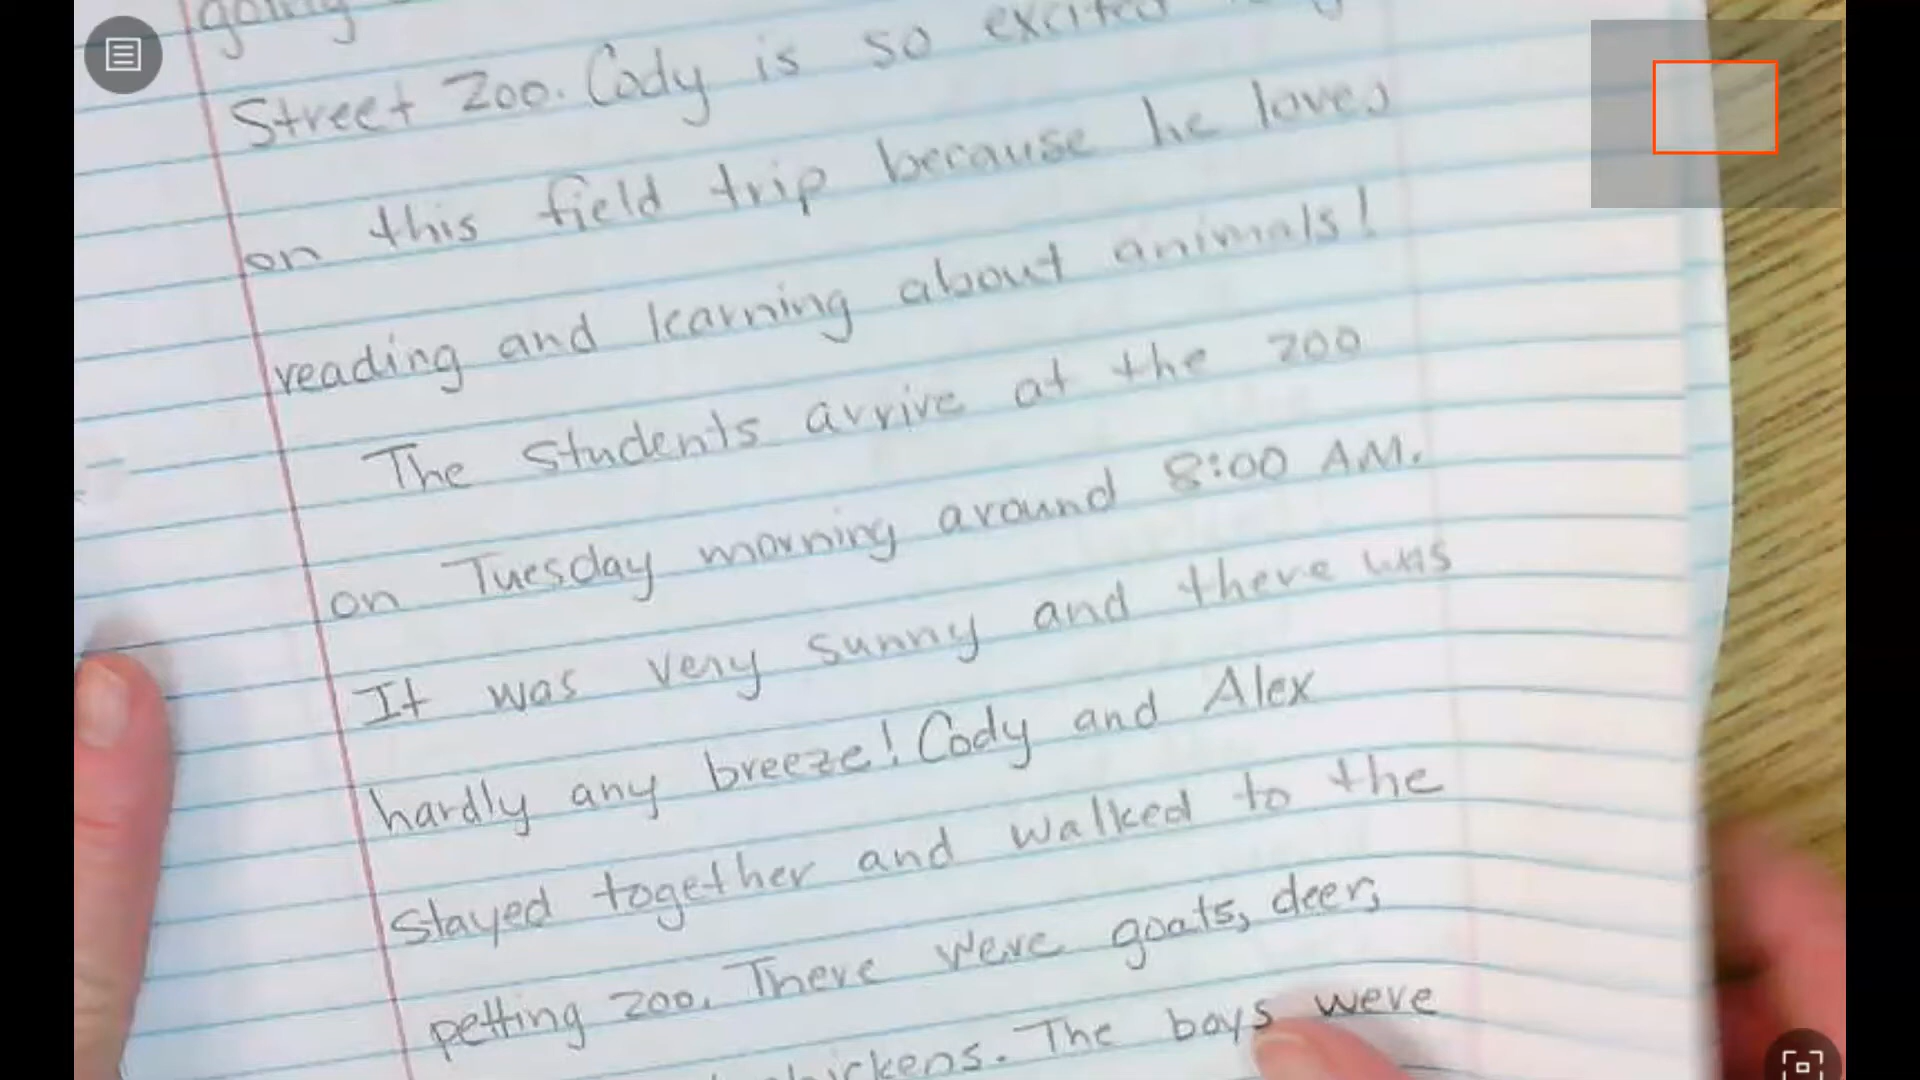 going
Street Zoo. Cody is so excited
on this field trip because he loves
reading and learning about animals!
The students arrive at the zoo
on Tuesday morning around 8:00 AM.
It was very sunny and there was
hardly any breeze! Cody and Alex
stayed together and walked to the
petting zoo. There were goats, deer,
chickens. The boys were